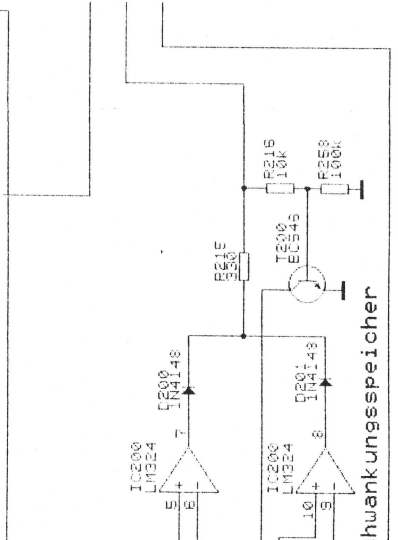 R216
10k
R258
100k
T200
BC546
R215
330
D200
1N4148
D201
1N4148
7
8
IC200
LM324
IC200
LM324
5
+
6
-
10
+
9
-
hwankungsspeicher